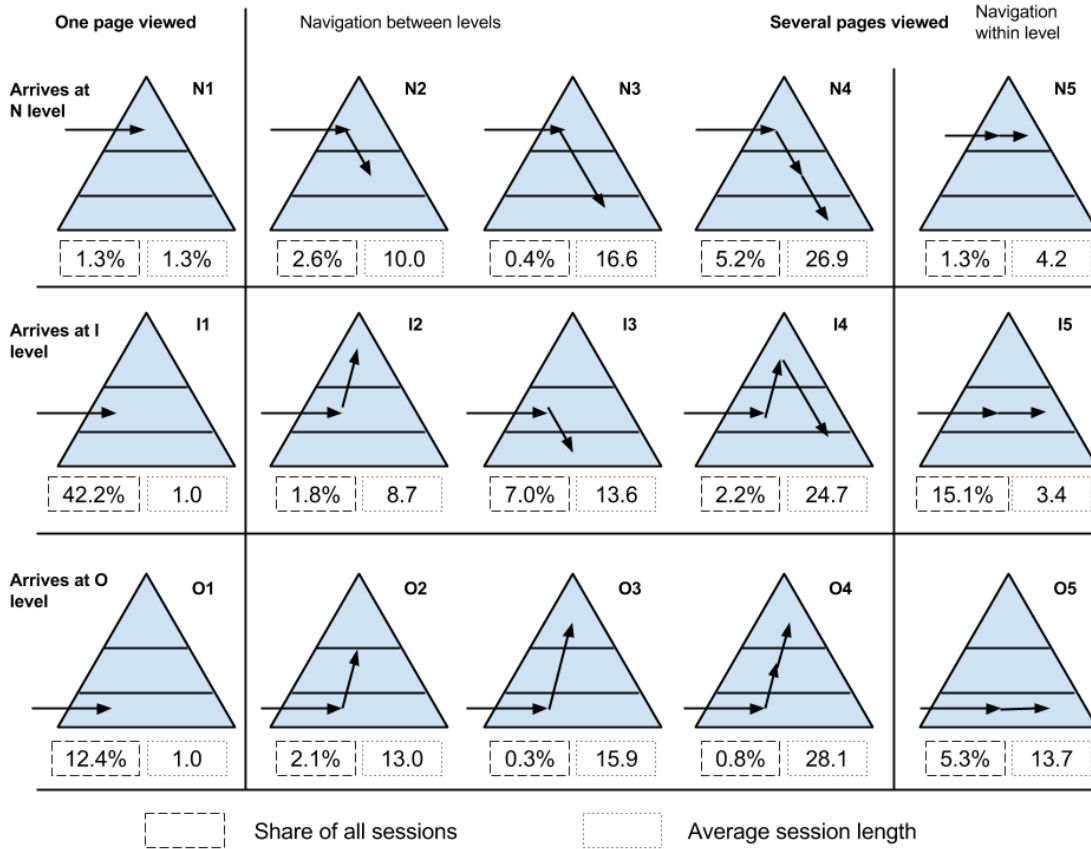 One page viewed
Navigation between levels
Several pages viewed
Navigation
within level
Arrives at
N level
N1
N2
N3
N4
N5
1.3%
1.3%
2.6%
10.0
0.4%
16.6
5.2%
26.9
1.3%
4.2
Arrives at I
level
I1
I2
I3
I4
I5
42.2%
1.0
1.8%
8.7
7.0%
13.6
2.2%
24.7
15.1%
3.4
Arrives at O
level
O1
O2
O3
O4
O5
12.4%
1.0
2.1%
13.0
0.3%
15.9
0.8%
28.1
5.3%
13.7
Share of all sessions
Average session length